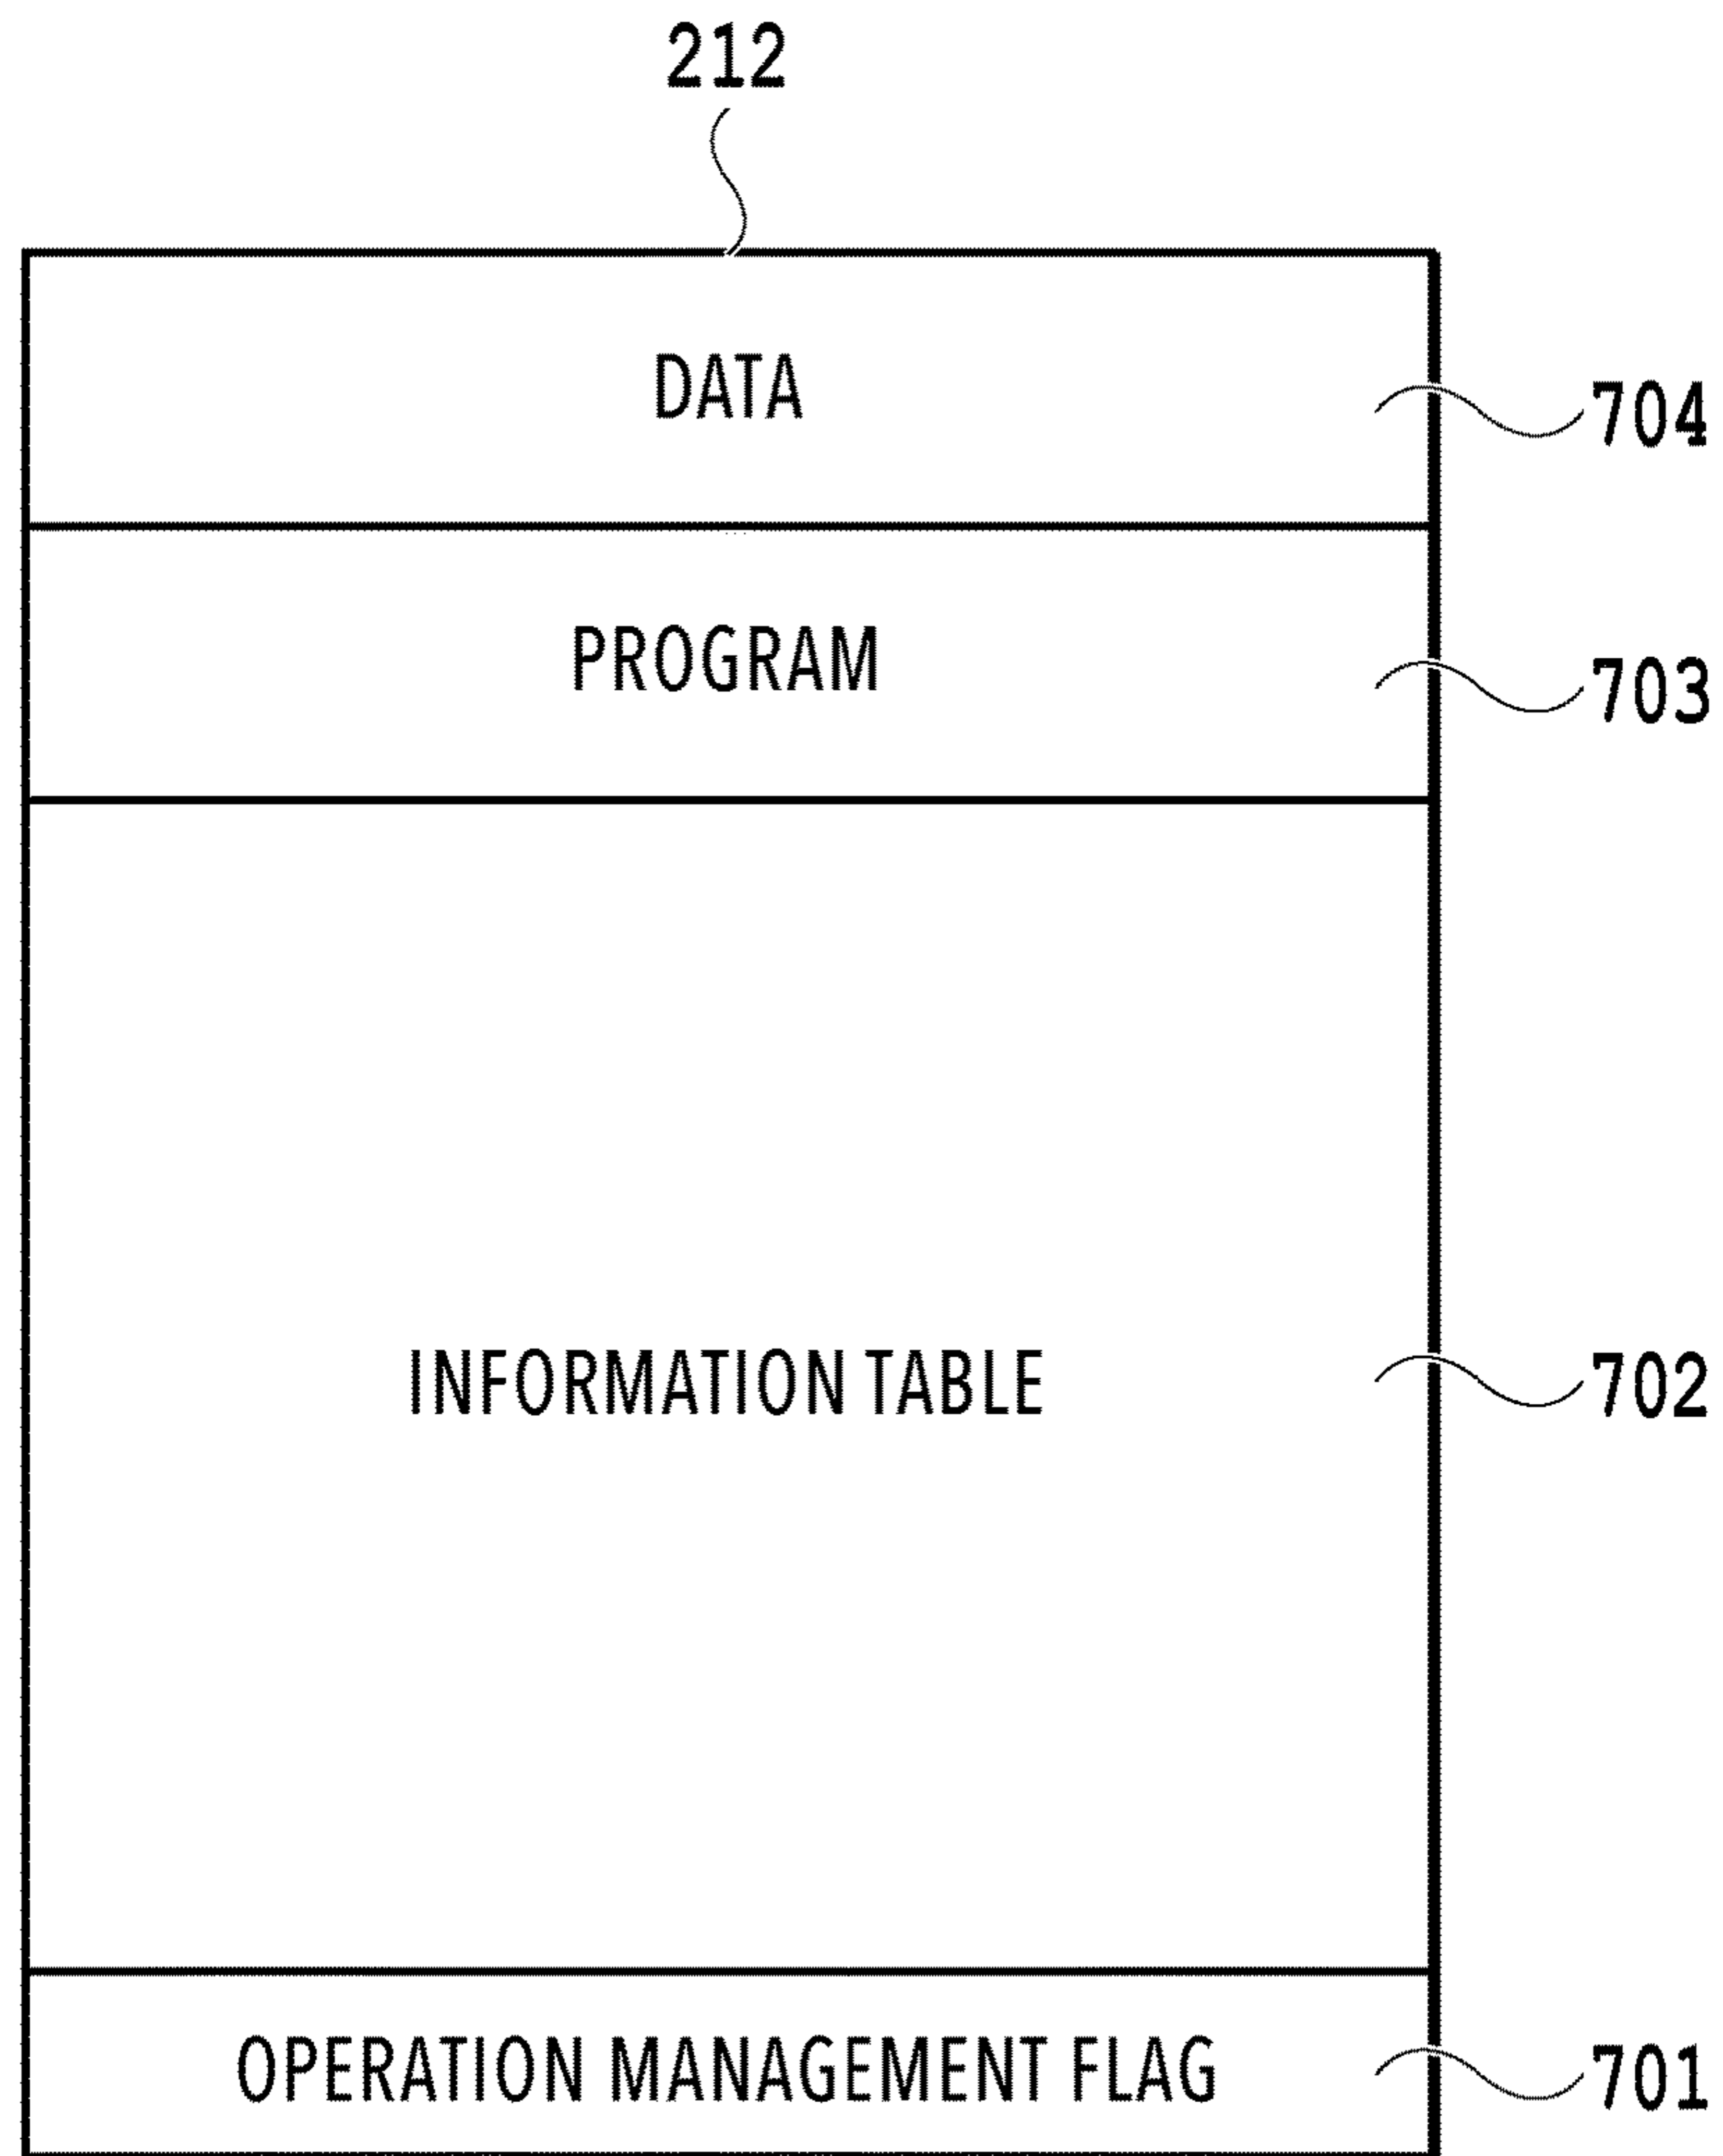 212
DATA
704
PROGRAM
703
INFORMATION TABLE
702
OPERATION MANAGEMENT FLAG
701